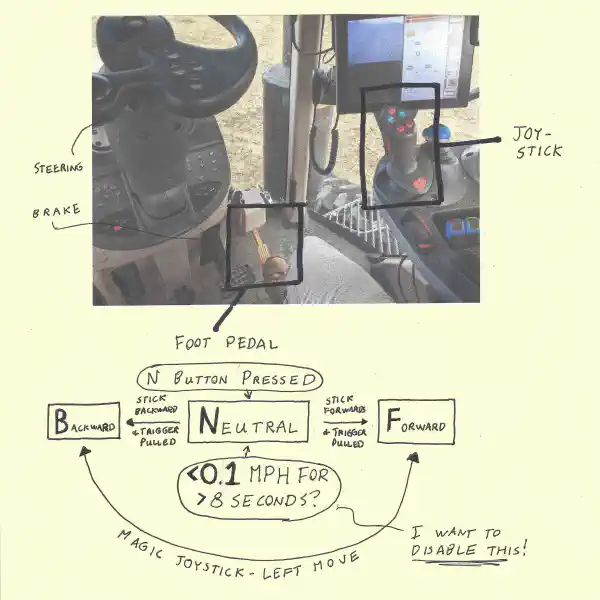 JOY-
STICK
STEERING
BRAKE
FOOT PEDAL
N BUTTON PRESSED
STICK
BACKWARD
& TRIGGER
PULLED
STICK
FORWARDS
& TRIGGER
PULLED
BACKWARD
NEUTRAL
FORWARD
<0.1 MPH FOR
>8 SECONDS?
I WANT TO
DISABLE THIS!
MAGIC JOYSTICK - LEFT MOVE